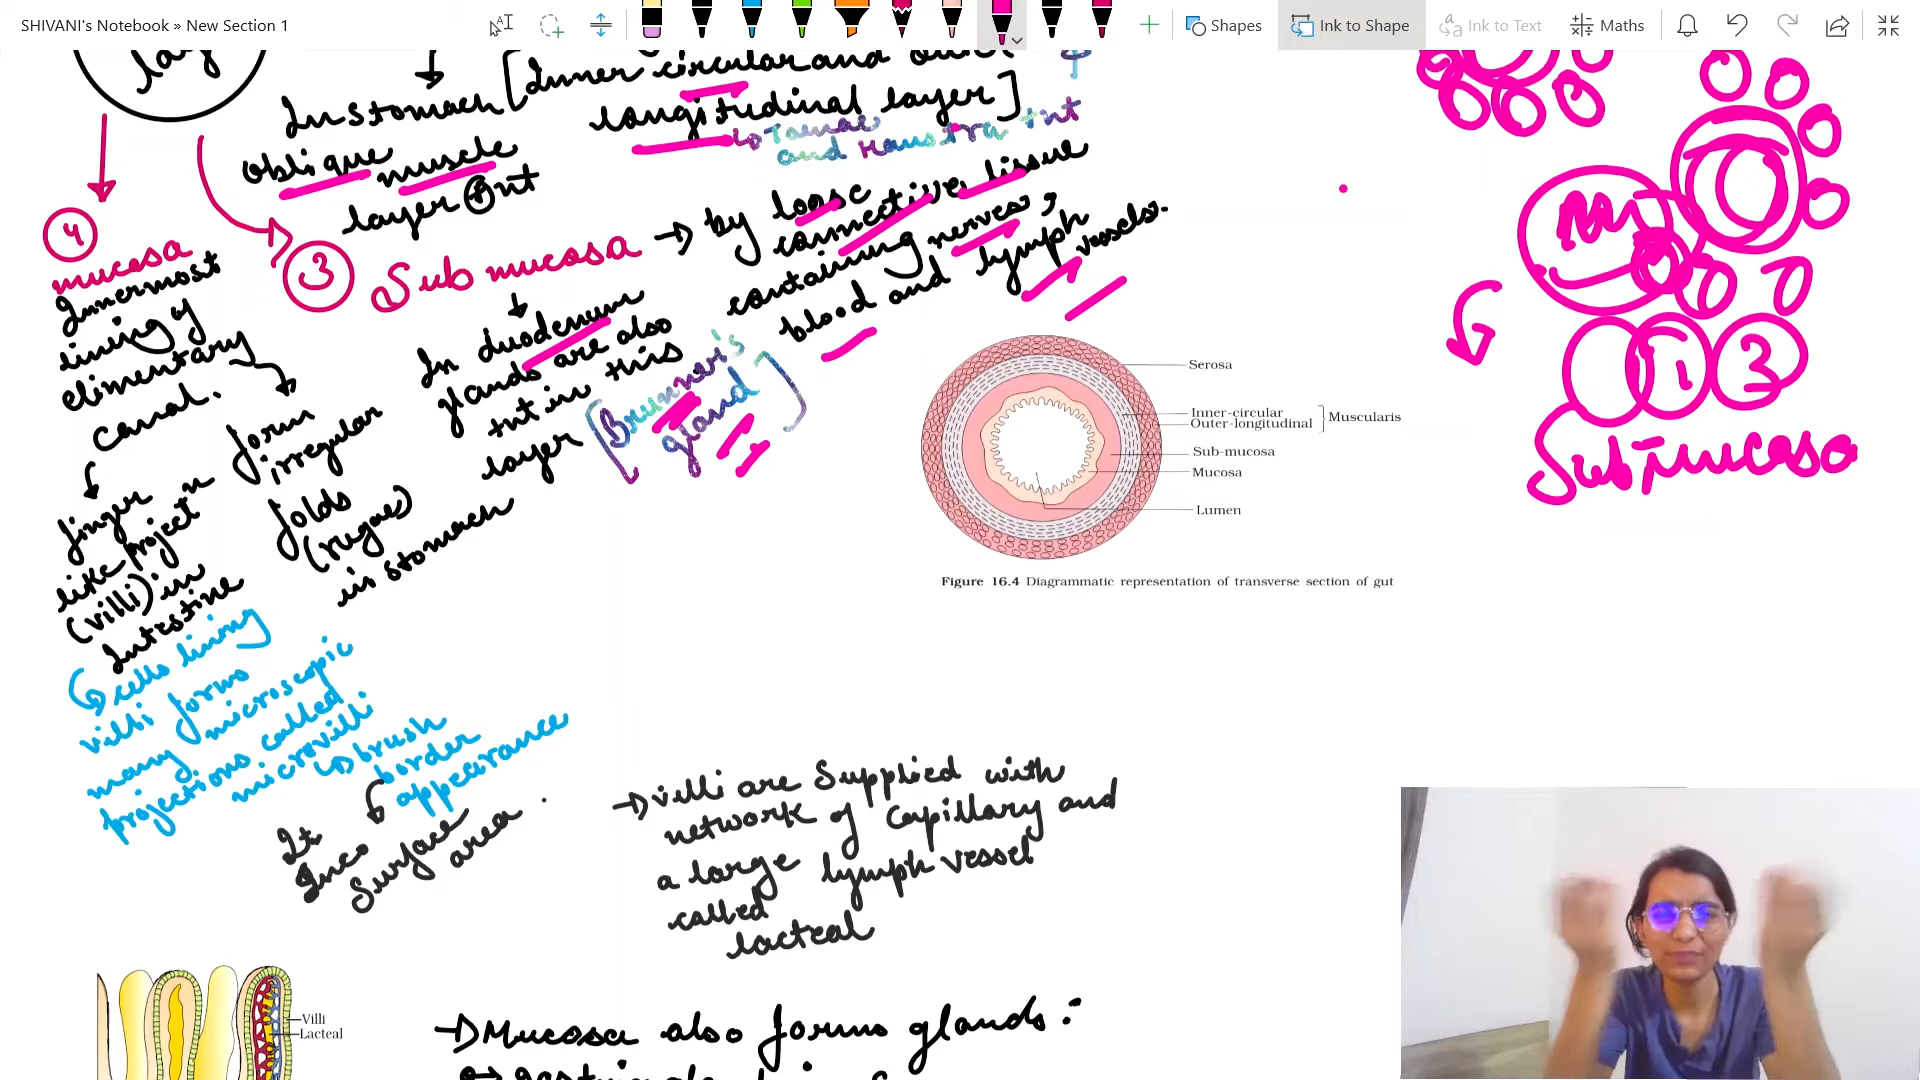 SHIVANI's Notebook » New Section 1
Shapes
Ink to Shape
Ink to Text
Maths
lay
[Inner circular and
longitudinal layer]
In stomach
oblique muscle
layer ⊕nt
and
tnt
④
mucosa
Innermost
lining of
elimentary
canal.
③ Submucosa → by loose
connective tissue
containing nerves,
blood and lymph
vessels.
In duodenum
glands are also
tnt in this
layer
[Brunner's
gland]
form
irregular
folds
(rugae)
in stomach
finger
like project n
(villi) in
Intestine
cells lining
villi forms
many microscopic
projections called
microvilli
brush
border
appearance
It
Incs
Surface
area.
→ villi are Supplied with
network of Capillary and
a large lymph vessel
called
lacteal
→ Mucosa also forms glands:
Villi
Lacteal
Serosa
Inner-circular
Outer-longitudinal
Muscularis
Sub-mucosa
Mucosa
Lumen
Figure 16.4 Diagrammatic representation of transverse section of gut
1
3
Sub-mucosa